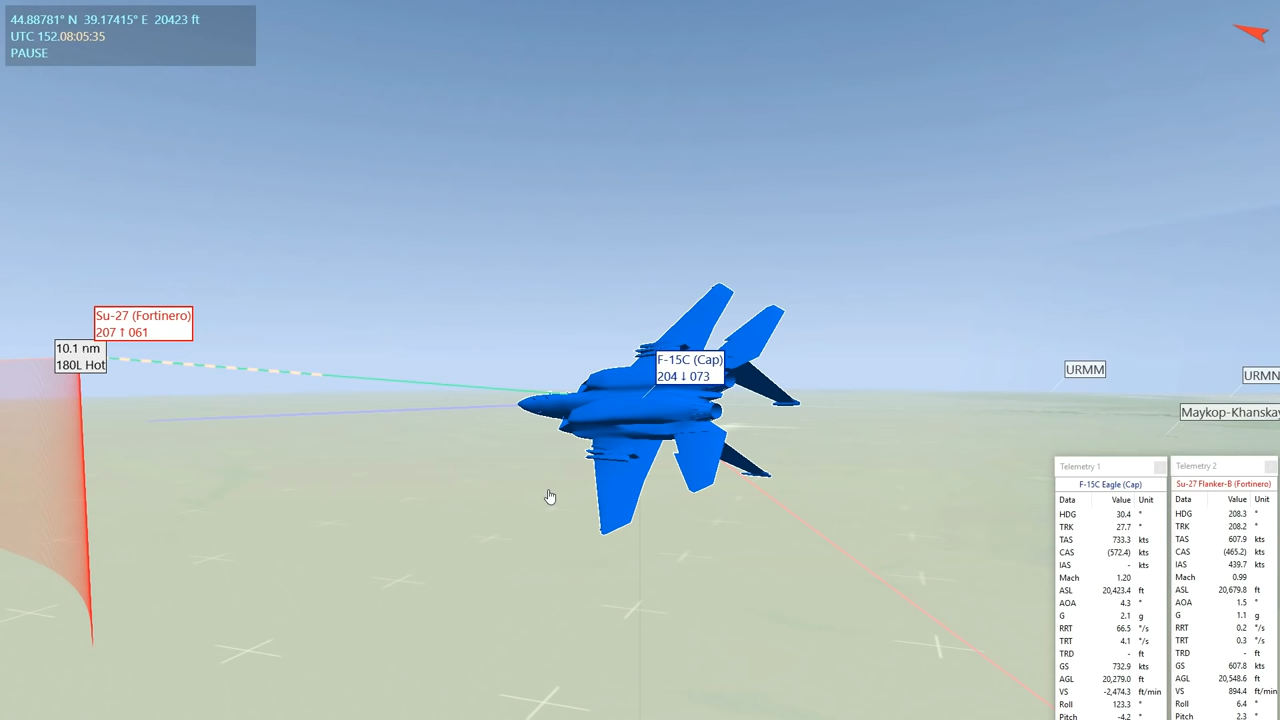 44.88781° N  39.17415° E  20423 ft
UTC 152.08:05:35
PAUSE
Su-27 (Fortinero)
207 ↑ 061
10.1 nm
180L Hot
F-15C (Cap)
204 ↓ 073
URMM
URMN
Maykop-Khanskay
Telemetry 1
F-15C Eagle (Cap)
Data Value Unit
HDG 30.4 °
TRK 27.7 °
TAS 733.3 kts
CAS (572.4) kts
IAS - kts
Mach 1.20
ASL 20,423.4 ft
AOA 4.3 °
G 2.1 g
RRT 66.5 °/s
TRT 4.1 °/s
TRD - ft
GS 732.9 kts
AGL 20,279.0 ft
VS -2,474.3 ft/min
Roll 123.3 °
Pitch -4.2 °
Telemetry 2
Su-27 Flanker-B (Fortinero)
Data Value Unit
HDG 208.3 °
TRK 208.2 °
TAS 607.9 kts
CAS (465.2) kts
IAS 439.7 kts
Mach 0.99
ASL 20,679.8 ft
AOA 1.5 °
G 1.1 g
RRT 0.2 °/s
TRT 0.3 °/s
TRD - ft
GS 607.8 kts
AGL 20,548.6 ft
VS 894.4 ft/min
Roll 6.4 °
Pitch 2.3 °